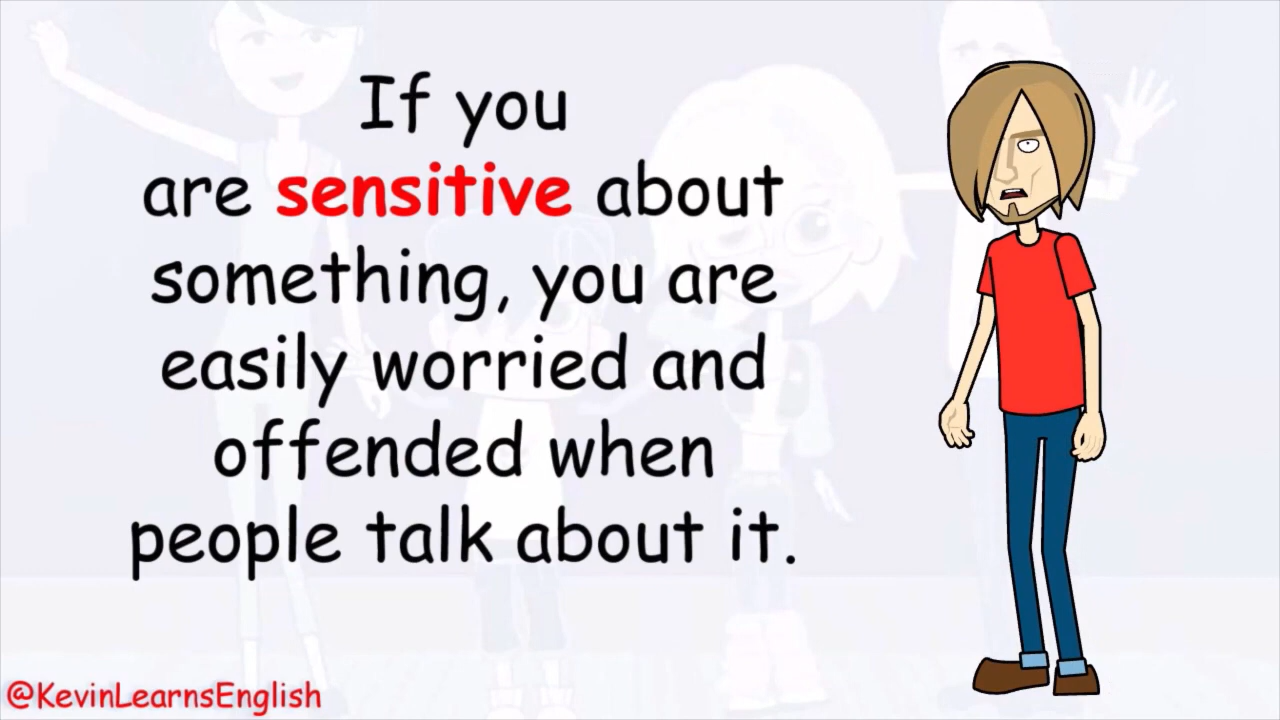 If you
are sensitive about
something, you are
easily worried and
offended when
people talk about it.
@KevinLearnsEnglish